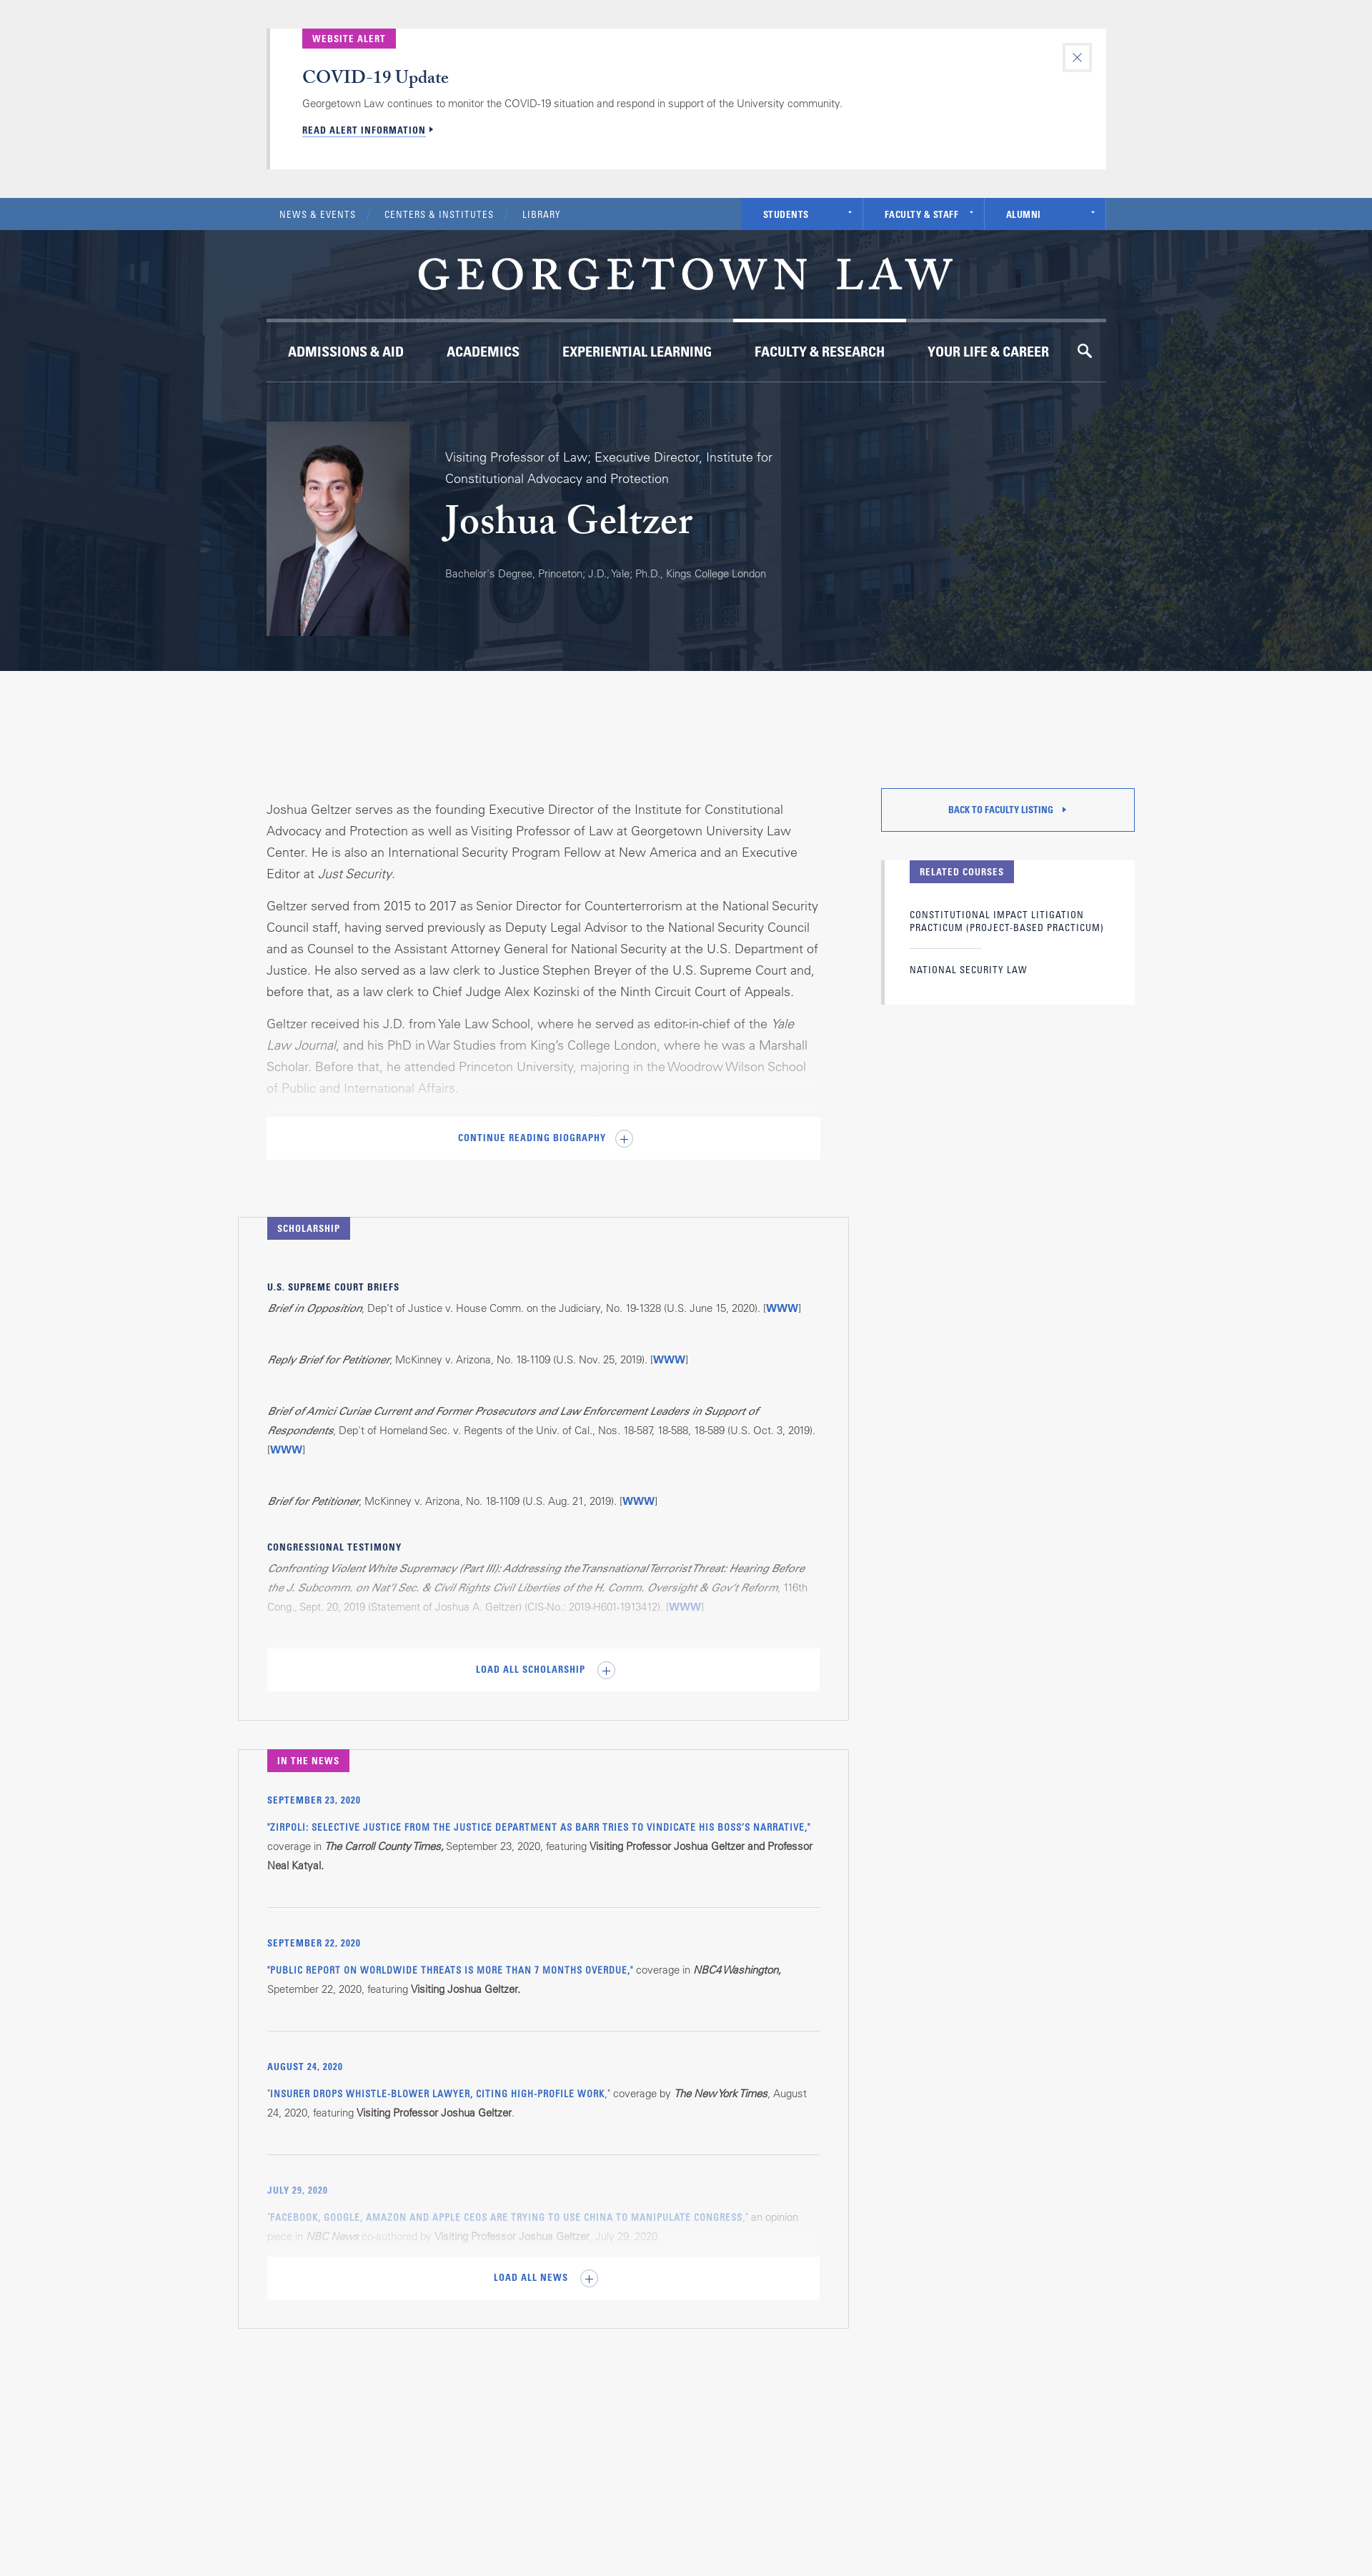 WEBSITE ALERT
COVID-19 Update
Georgetown Law continues to monitor the COVID-19 situation and respond in support of the University community.
READ ALERT INFORMATION
NEWS & EVENTS / CENTERS & INSTITUTES / LIBRARY
STUDENTS
FACULTY & STAFF
ALUMNI
GEORGETOWN LAW
ADMISSIONS & AID
ACADEMICS
EXPERIENTIAL LEARNING
FACULTY & RESEARCH
YOUR LIFE & CAREER
Visiting Professor of Law; Executive Director, Institute for
Constitutional Advocacy and Protection
Joshua Geltzer
Bachelor's Degree, Princeton; J.D., Yale; Ph.D., Kings College London
Joshua Geltzer serves as the founding Executive Director of the Institute for Constitutional
Advocacy and Protection as well as Visiting Professor of Law at Georgetown University Law
Center. He is also an International Security Program Fellow at New America and an Executive
Editor at Just Security.
Geltzer served from 2015 to 2017 as Senior Director for Counterterrorism at the National Security
Council staff, having served previously as Deputy Legal Advisor to the National Security Council
and as Counsel to the Assistant Attorney General for National Security at the U.S. Department of
Justice. He also served as a law clerk to Justice Stephen Breyer of the U.S. Supreme Court and,
before that, as a law clerk to Chief Judge Alex Kozinski of the Ninth Circuit Court of Appeals.
Geltzer received his J.D. from Yale Law School, where he served as editor-in-chief of the Yale
Law Journal, and his PhD in War Studies from King’s College London, where he was a Marshall
Scholar. Before that, he attended Princeton University, majoring in the Woodrow Wilson School
of Public and International Affairs.
CONTINUE READING BIOGRAPHY
BACK TO FACULTY LISTING
RELATED COURSES
CONSTITUTIONAL IMPACT LITIGATION
PRACTICUM (PROJECT-BASED PRACTICUM)
NATIONAL SECURITY LAW
SCHOLARSHIP
U.S. SUPREME COURT BRIEFS
Brief in Opposition, Dep’t of Justice v. House Comm. on the Judiciary, No. 19-1328 (U.S. June 15, 2020). [WWW]
Reply Brief for Petitioner, McKinney v. Arizona, No. 18-1109 (U.S. Nov. 25, 2019). [WWW]
Brief of Amici Curiae Current and Former Prosecutors and Law Enforcement Leaders in Support of
Respondents, Dep’t of Homeland Sec. v. Regents of the Univ. of Cal., Nos. 18-587, 18-588, 18-589 (U.S. Oct. 3, 2019).
[WWW]
Brief for Petitioner, McKinney v. Arizona, No. 18-1109 (U.S. Aug. 21, 2019). [WWW]
CONGRESSIONAL TESTIMONY
Confronting Violent White Supremacy (Part III): Addressing the Transnational Terrorist Threat: Hearing Before
the J. Subcomm. on Nat’l Sec. & Civil Rights Civil Liberties of the H. Comm. Oversight & Gov’t Reform, 116th
Cong., Sept. 20, 2019 (Statement of Joshua A. Geltzer) (CIS-No.: 2019-H601-1913412). [WWW]
LOAD ALL SCHOLARSHIP
IN THE NEWS
SEPTEMBER 23, 2020
"ZIRPOLI: SELECTIVE JUSTICE FROM THE JUSTICE DEPARTMENT AS BARR TRIES TO VINDICATE HIS BOSS’S NARRATIVE,"
coverage in The Carroll County Times, September 23, 2020, featuring Visiting Professor Joshua Geltzer and Professor
Neal Katyal.
SEPTEMBER 22, 2020
"PUBLIC REPORT ON WORLDWIDE THREATS IS MORE THAN 7 MONTHS OVERDUE," coverage in NBC4 Washington,
Spetember 22, 2020, featuring Visiting Joshua Geltzer.
AUGUST 24, 2020
"INSURER DROPS WHISTLE-BLOWER LAWYER, CITING HIGH-PROFILE WORK," coverage by The New York Times, August
24, 2020, featuring Visiting Professor Joshua Geltzer.
JULY 29, 2020
"FACEBOOK, GOOGLE, AMAZON AND APPLE CEOS ARE TRYING TO USE CHINA TO MANIPULATE CONGRESS," an opinion
piece in NBC News co-authored by Visiting Professor Joshua Geltzer, July 29, 2020.
LOAD ALL NEWS